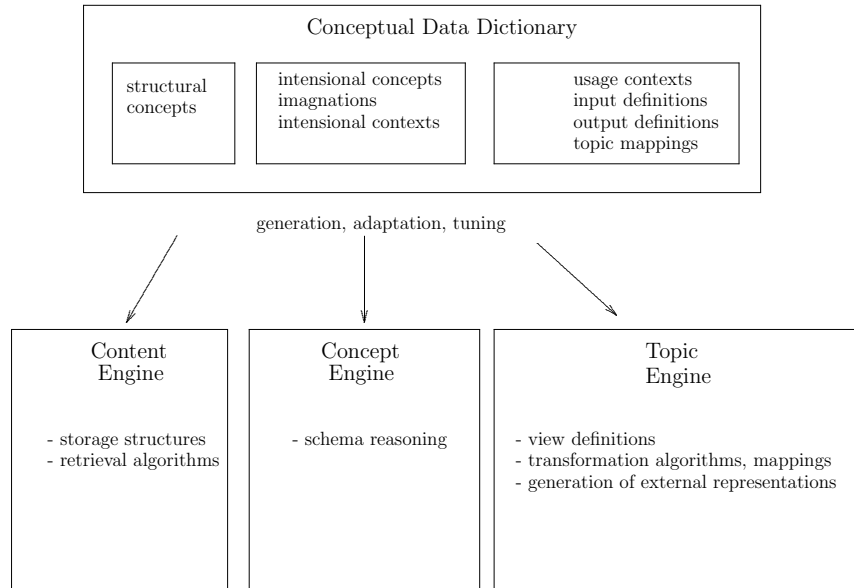 Conceptual Data Dictionary
structural
concepts
intensional concepts
imagnations
intensional contexts
usage contexts
input definitions
output definitions
topic mappings
generation, adaptation, tuning
Content
Engine
- storage structures
- retrieval algorithms
Concept
Engine
- schema reasoning
Topic
Engine
- view definitions
- transformation algorithms, mappings
- generation of external representations